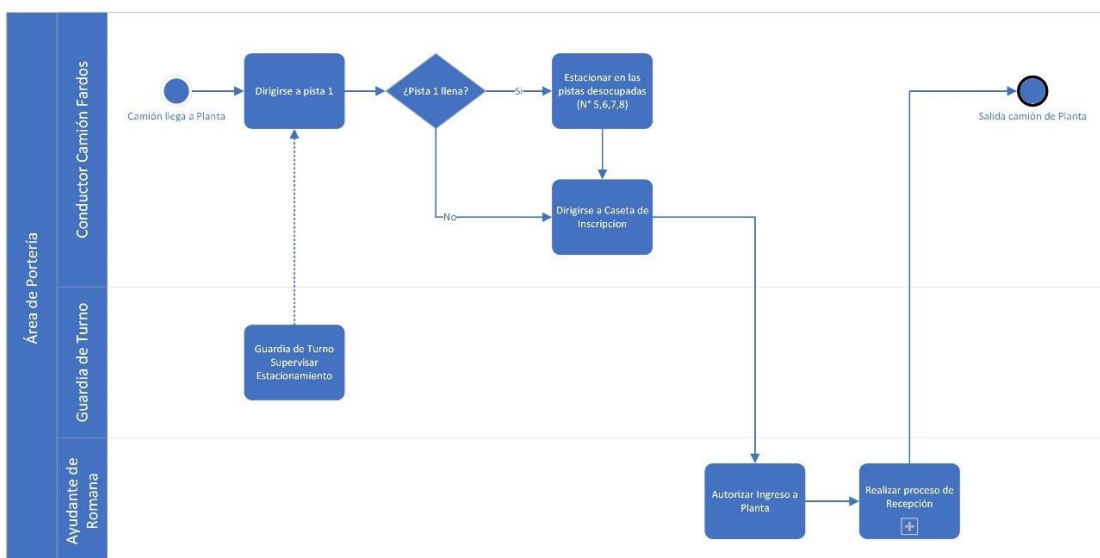 Área de Portería
Conductor Camión Fardos
Camión llega a Planta
Dirigirse a pista 1
¿Pista 1 llena?
Si
Estacionar en las
pistas desocupadas
(N° 5,6,7,8)
No
Dirigirse a Caseta de
Inscripcion
Salida camión de Planta
Guardia de Turno
Guardia de Turno
Supervisar
Estacionamiento
Ayudante de
Romana
Autorizar Ingreso a
Planta
Realizar proceso de
Recepción